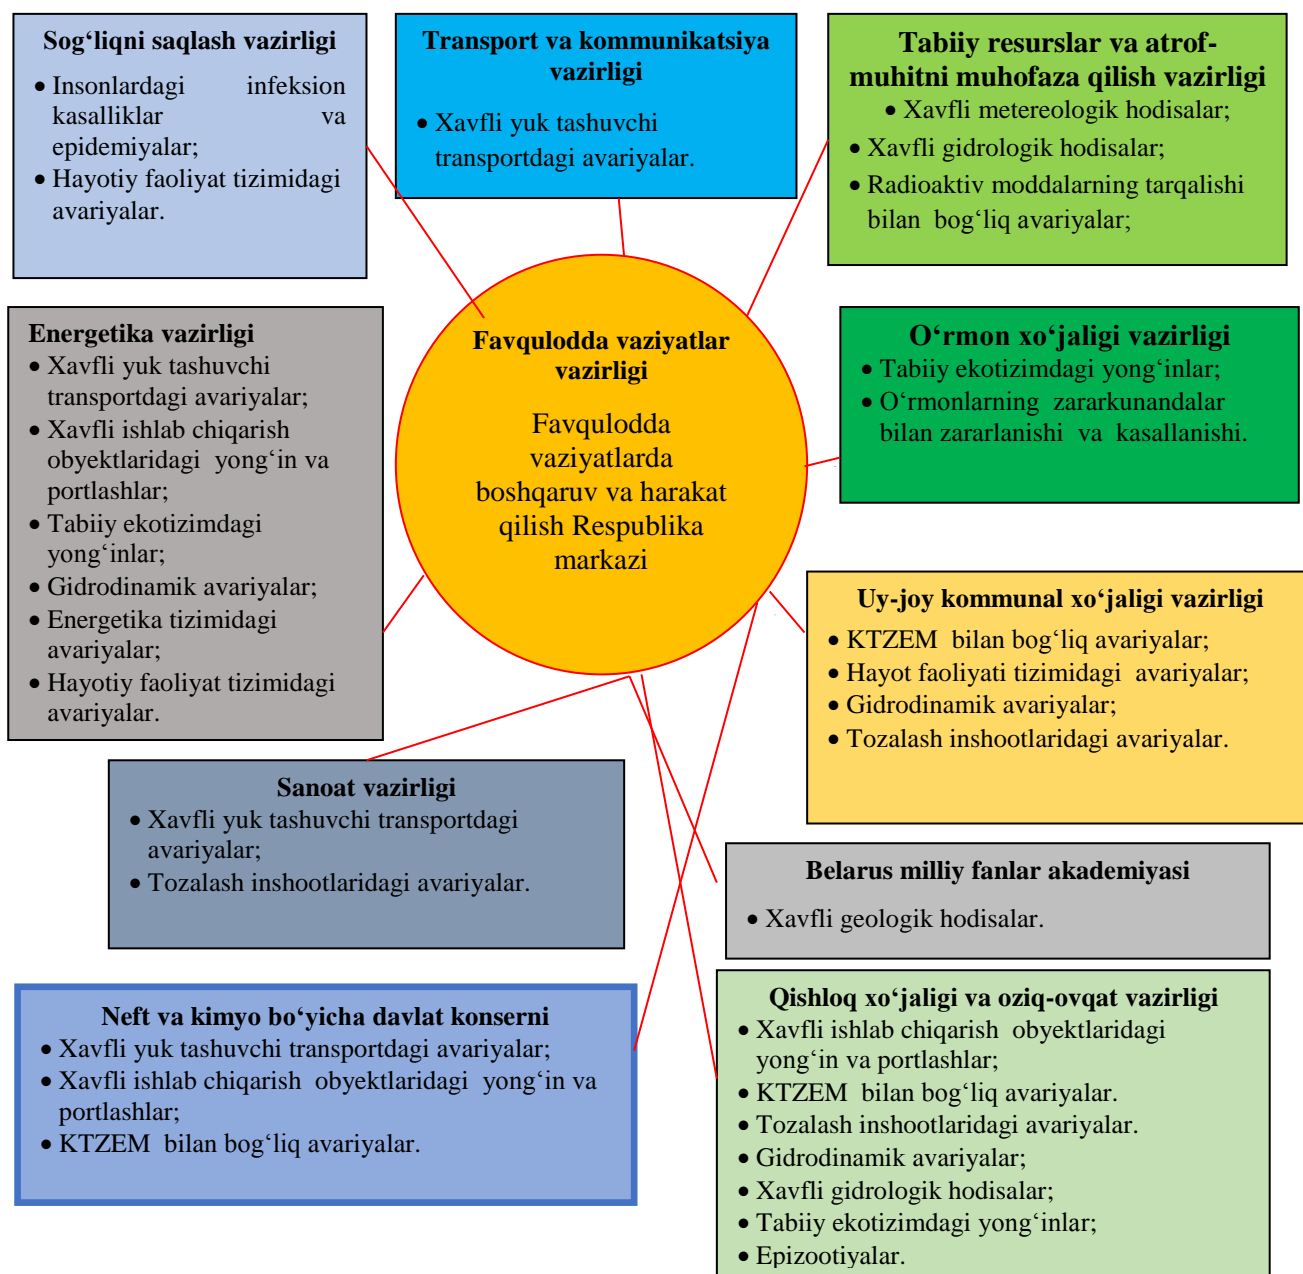 Sog‘liqni saqlash vazirligi
• Insonlardagi infeksion
kasalliklar va
epidemiyalar;
• Hayotiy faoliyat tizimidagi
avariyalar.
Transport va kommunikatsiya
vazirligi
• Xavfli yuk tashuvchi
transportdagi avariyalar.
Tabiiy resurslar va atrof-
muhitni muhofaza qilish vazirligi
• Xavfli metereologik hodisalar;
• Xavfli gidrologik hodisalar;
• Radioaktiv moddalarning tarqalishi
bilan bog‘liq avariyalar;
Energetika vazirligi
• Xavfli yuk tashuvchi
transportdagi avariyalar;
• Xavfli ishlab chiqarish
obyektlaridagi yong‘in va
portlashlar;
• Tabiiy ekotizimdagi
yong‘inlar;
• Gidrodinamik avariyalar;
• Energetika tizimidagi
avariyalar;
• Hayotiy faoliyat tizimidagi
avariyalar.
Favqulodda vaziyatlar
vazirligi
Favqulodda
vaziyatlarda
boshqaruv va harakat
qilish Respublika
markazi
O‘rmon xo‘jaligi vazirligi
• Tabiiy ekotizimdagi yong‘inlar;
• O‘rmonlarning zararkunandalar
bilan zararlanishi va kasallanishi.
Uy-joy kommunal xo‘jaligi vazirligi
• KTZEM bilan bog‘liq avariyalar;
• Hayot faoliyati tizimidagi avariyalar;
• Gidrodinamik avariyalar;
• Tozalash inshootlaridagi avariyalar.
Sanoat vazirligi
• Xavfli yuk tashuvchi transportdagi
avariyalar;
• Tozalash inshootlaridagi avariyalar.
Belarus milliy fanlar akademiyasi
• Xavfli geologik hodisalar.
Neft va kimyo bo‘yicha davlat konserni
• Xavfli yuk tashuvchi transportdagi avariyalar;
• Xavfli ishlab chiqarish obyektlaridagi yong‘in va
portlashlar;
• KTZEM bilan bog‘liq avariyalar.
Qishloq xo‘jaligi va oziq-ovqat vazirligi
• Xavfli ishlab chiqarish obyektlaridagi
yong‘in va portlashlar;
• KTZEM bilan bog‘liq avariyalar.
• Tozalash inshootlaridagi avariyalar.
• Gidrodinamik avariyalar;
• Xavfli gidrologik hodisalar;
• Tabiiy ekotizimdagi yong‘inlar;
• Epizootiyalar.